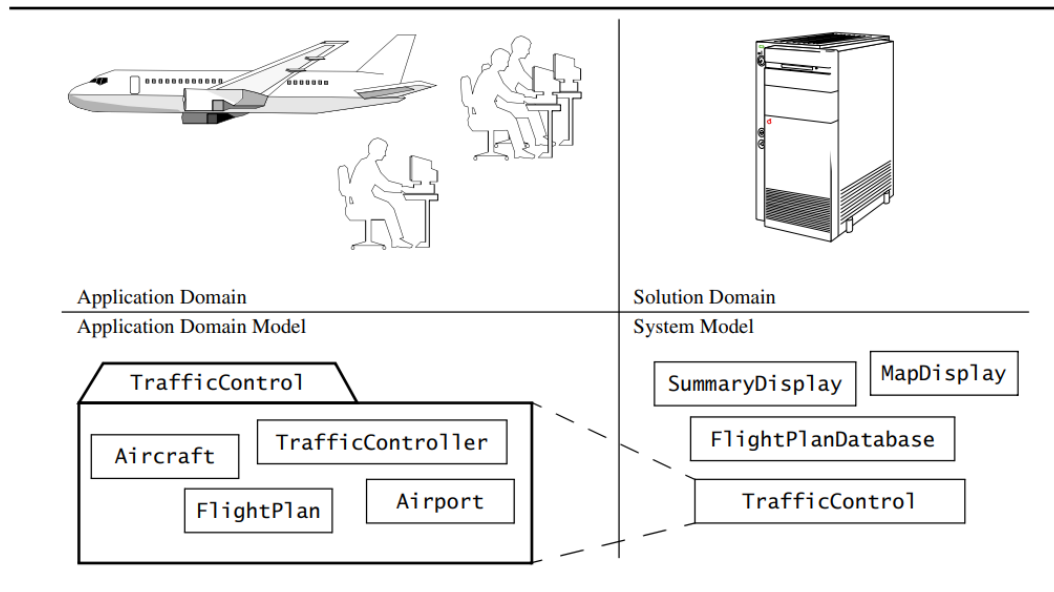 Application Domain
Solution Domain
Application Domain Model
System Model
TrafficControl
Aircraft
TrafficController
FlightPlan
Airport
SummaryDisplay
MapDisplay
FlightPlanDatabase
TrafficControl